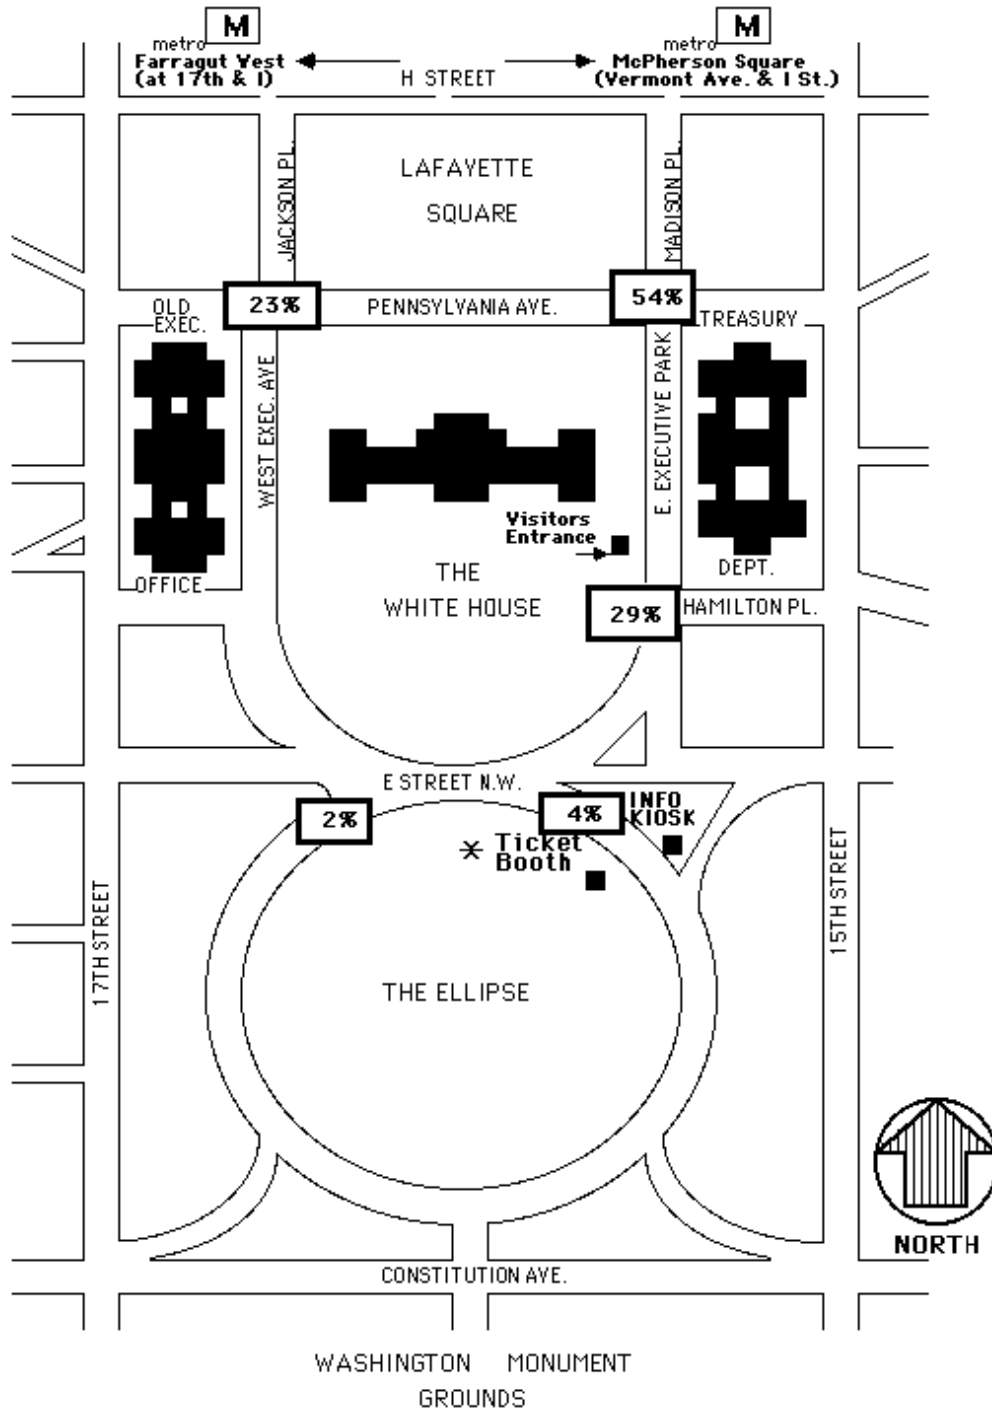 M
M
metro
metro
Farragut West
(at 17th & I)
McPherson Square
(Vermont Ave. & I St.)
H STREET
JACKSON PL.
LAFAYETTE
SQUARE
MADISON PL.
23%
54%
OLD
EXEC.
PENNSYLVANIA AVE.
TREASURY
WEST EXEC. AVE
E. EXECUTIVE PARK
Visitors
Entrance
OFFICE
THE
WHITE HOUSE
DEPT.
29%
HAMILTON PL.
E STREET N.W.
2%
4%
INFO
KIOSK
Ticket
Booth
17TH STREET
15TH STREET
THE ELLIPSE
NORTH
CONSTITUTION AVE.
WASHINGTON MONUMENT
GROUNDS